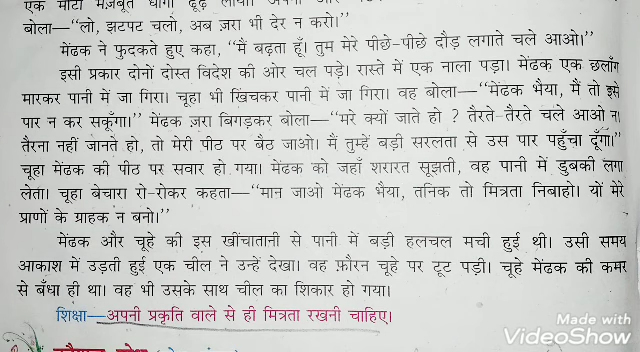 एक मोटा मज़बूत धागा ढूँढ़ लाया।
बोला—“लो, झटपट चलो, अब ज़रा भी देर न करो।”
मेंढक ने फुदकते हुए कहा, “मैं बढ़ता हूँ। तुम मेरे पीछे-पीछे दौड़ लगाते चले आओ।”
इसी प्रकार दोनों दोस्त विदेश की ओर चल पड़े। रास्ते में एक नाला पड़ा। मेंढक एक छलाँग
मारकर पानी में जा गिरा। चूहा भी खिंचकर पानी में जा गिरा। वह बोला—“मेंढक भैया, मैं तो इसे
पार न कर सकूँगा।” मेंढक ज़रा बिगड़कर बोला—“मरे क्यों जाते हो ? तैरते-तैरते चले आओ ना।
तैरना नहीं जानते हो, तो मेरी पीठ पर बैठ जाओ। मैं तुम्हें बड़ी सरलता से उस पार पहुँचा दूँगा।”
चूहा मेंढक की पीठ पर सवार हो गया। मेंढक को जहाँ शरारत सूझती, वह पानी में डुबकी लगा
लेता। चूहा बेचारा रो-रोकर कहता—“मान जाओ मेंढक भैया, तनिक तो मित्रता निबाहो। यों मेरे
प्राणों के ग्राहक न बनो।”
मेंढक और चूहे की इस खींचातानी से पानी में बड़ी हलचल मची हुई थी। उसी समय
आकाश में उड़ती हुई एक चील ने उन्हें देखा। वह फ़ौरन चूहे पर टूट पड़ी। चूहे मेंढक की कमर
से बँधा ही था। वह भी उसके साथ चील का शिकार हो गया।
शिक्षा—अपनी प्रकृति वाले से ही मित्रता रखनी चाहिए।
Made with
VideoShow